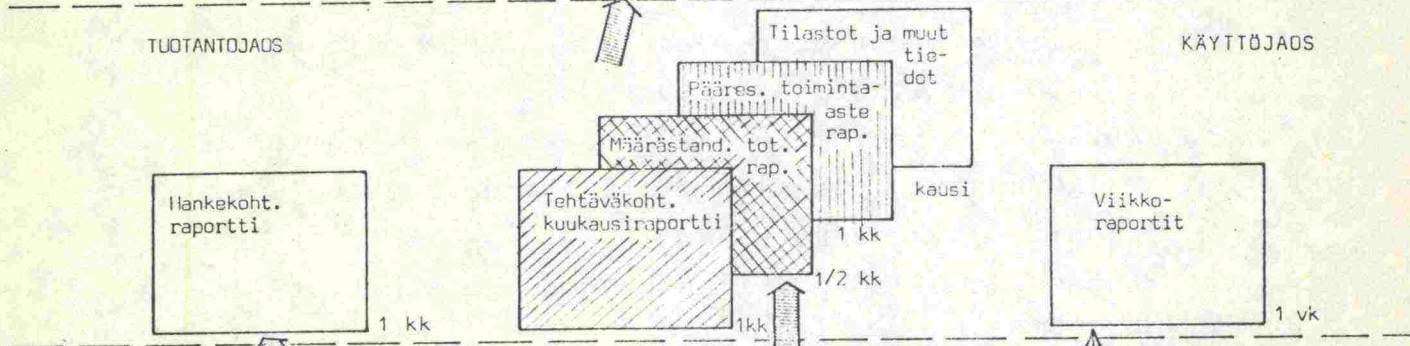 TUOTANTOJAOS
KÄYTTÖJAOS
Tilastot ja muut
tie-
dot
Pääres. toiminta-
aste
rap.
Määrästand. tot.
rap.
Hankekoht.
raportti
Tehtäväkoht.
kuukausiraportti
kausi
Viikko-
raportit
1 kk
1/2 kk
1 kk
1kk
1 vk